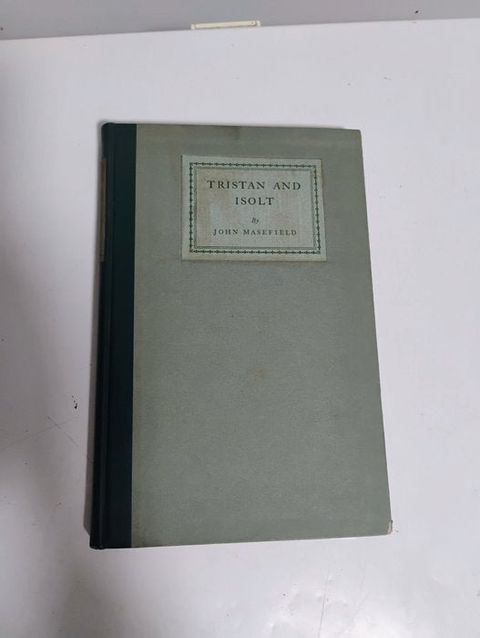 TRISTAN AND
ISOLT
By
JOHN MASEFIELD